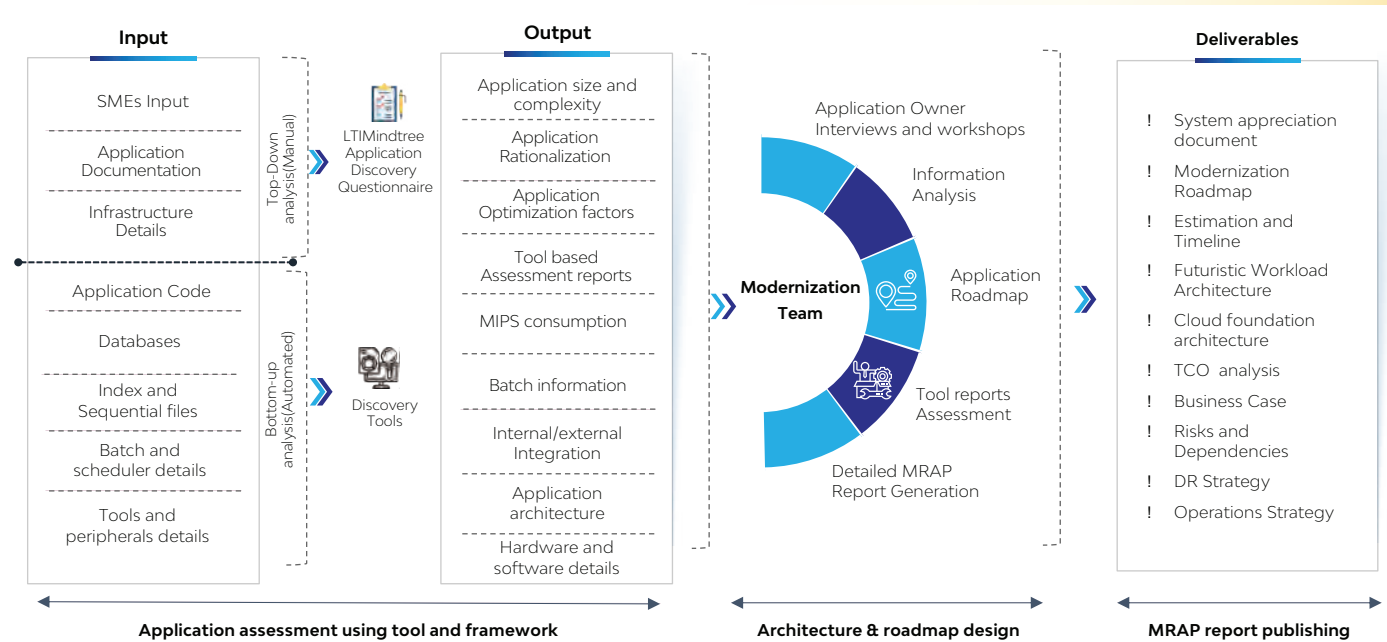 Input
SMEs Input
Application
Documentation
Infrastructure
Details
Application Code
Databases
Index and
Sequential files
Batch and
scheduler details
Tools and
peripherals details
Top-Down
analysis(Manual)
Bottom-up
analysis(Automated)
LTIMindtree
Application
Discovery
Questionnaire
Discovery
Tools
Output
Application size and
complexity
Application
Rationalization
Application
Optimization factors
Tool based
Assessment reports
MIPS consumption
Batch information
Internal/external
Integration
Application
architecture
Hardware and
software details
Modernization
Team
Application Owner
Interviews and workshops
Information
Analysis
Application
Roadmap
Tool reports
Assessment
Detailed MRAP
Report Generation
Deliverables
! System appreciation
document
! Modernization
Roadmap
! Estimation and
Timeline
! Futuristic Workload
Architecture
! Cloud foundation
architecture
! TCO analysis
! Business Case
! Risks and
Dependencies
! DR Strategy
! Operations Strategy
Application assessment using tool and framework
Architecture & roadmap design
MRAP report publishing